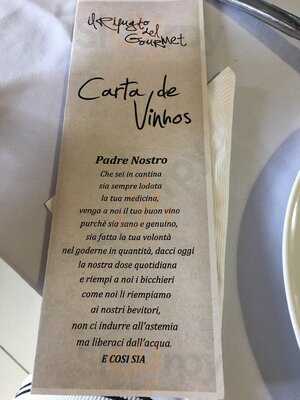 il Rifugio
del
Gourmet
Carta de
Vinhos
Padre Nostro
Che sei in cantina
sia sempre lodata
la tua medicina,
venga a noi il tuo buon vino
purchè sia sano e genuino,
sia fatta la tua volontà
nel goderne in quantità, dacci oggi
la nostra dose quotidiana
e riempi a noi i bicchieri
come noi li riempiamo
ai nostri bevitori,
non ci indurre all'astemia
ma liberaci dall'acqua.
E COSI SIA